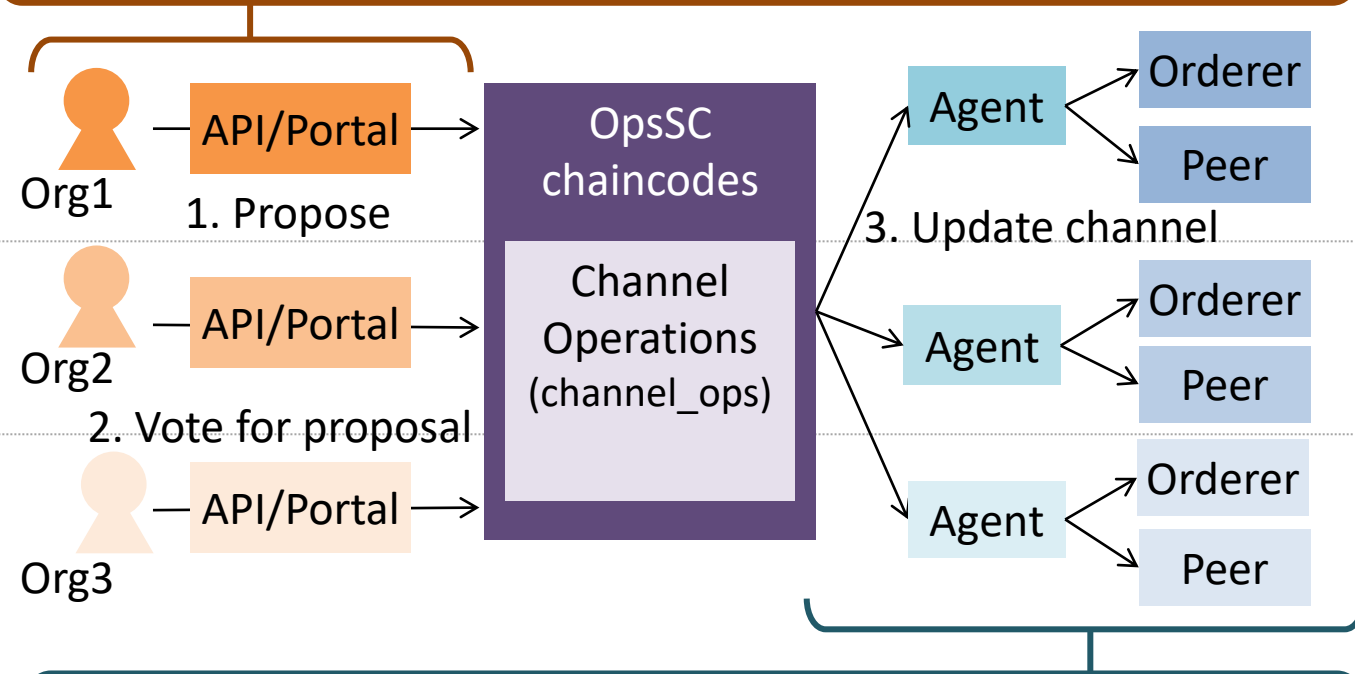 Org1
API/Portal
1. Propose
Org2
API/Portal
2. Vote for proposal
Org3
API/Portal
OpsSC
chaincodes
Channel
Operations
(channel_ops)
3. Update channel
Agent
Orderer
Peer
Agent
Orderer
Peer
Agent
Orderer
Peer